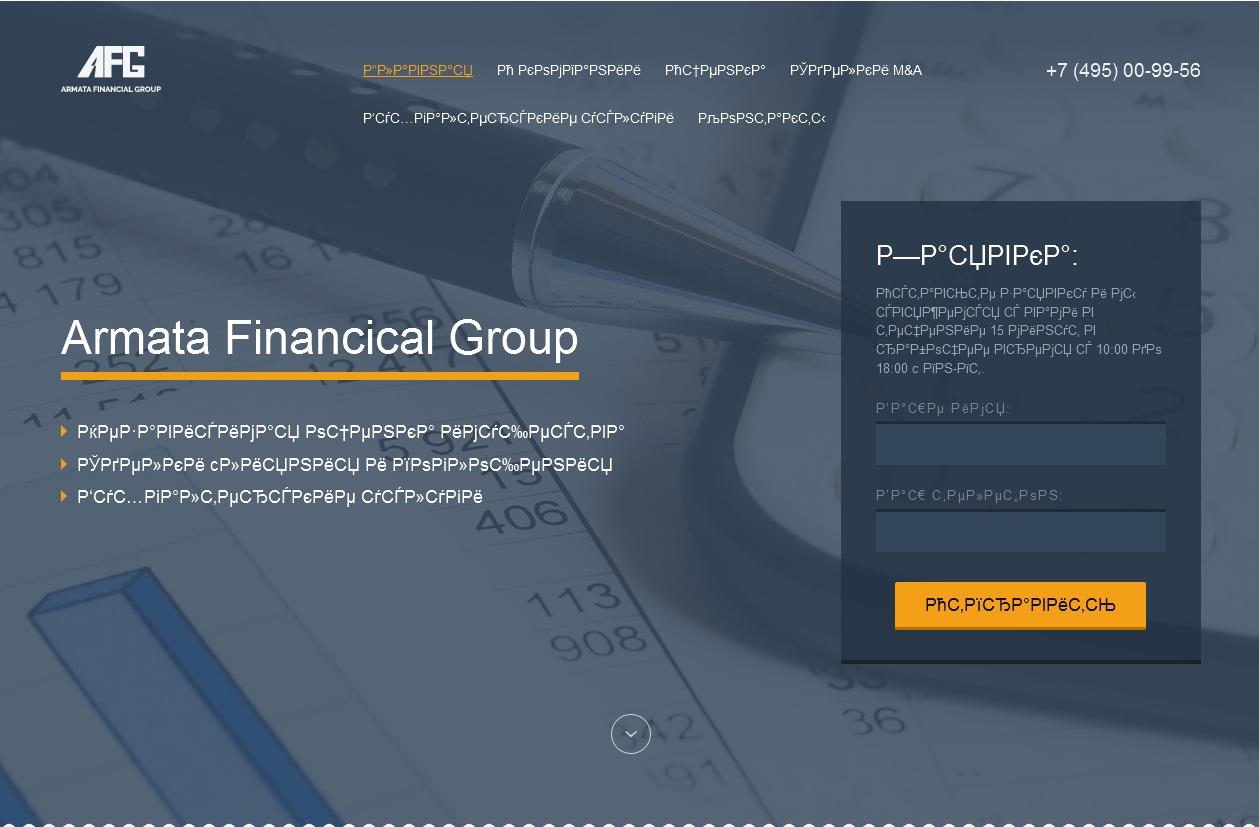 AFG
ARMATA FINANCIAL GROUP
Р“Р»Р°РІРЅР°СЏ Рћ РєРѕРјРїР°РЅРёРё РћС†РµРЅРєР° РЎРґРµР»РєРё M&A +7 (495) 00-99-56
Р’СѓС…РіР°Р»С‚РµСЂСЃРєРёРµ СѓСЃР»СѓРіРё РљРѕРЅС‚Р°РєС‚С‹
Р—Р°СЏРІРєР°:
РћСЃС‚Р°РІСЊС‚Рµ Р·Р°СЏРІРєСѓ Рё РјС‹
СЃРІСЏР¶РµРјСЃСЏ СЃ РІР°РјРё РІ
С‚РµС‡РµРЅРёРµ 15 РјРёРЅСѓС‚ РІ
СЂР°Р±РѕС‡РµРµ РІСЂРµРјСЏ СЃ 10:00 РґРѕ
18:00 с РїРЅ-РїС‚.
Armata Financical Group
Р’Р°С€Рµ РёРјСЏ:
РќРµР·Р°РІРёСЃРёРјР°СЏ РѕС†РµРЅРєР° РёРјСѓС‰РµСЃС‚РІР°
РЎРґРµР»РєРё сР»РёСЏРЅРёСЏ Рё РїРѕРіР»РѕС‰РµРЅРёСЏ
Р‘СѓС…РіР°Р»С‚РµСЂСЃРєРёРµ СѓСЃР»СѓРіРё
Р’Р°С€ С‚РµР»РµС„РѕРЅ:
РћС‚РїСЂР°РІРёС‚СЊ